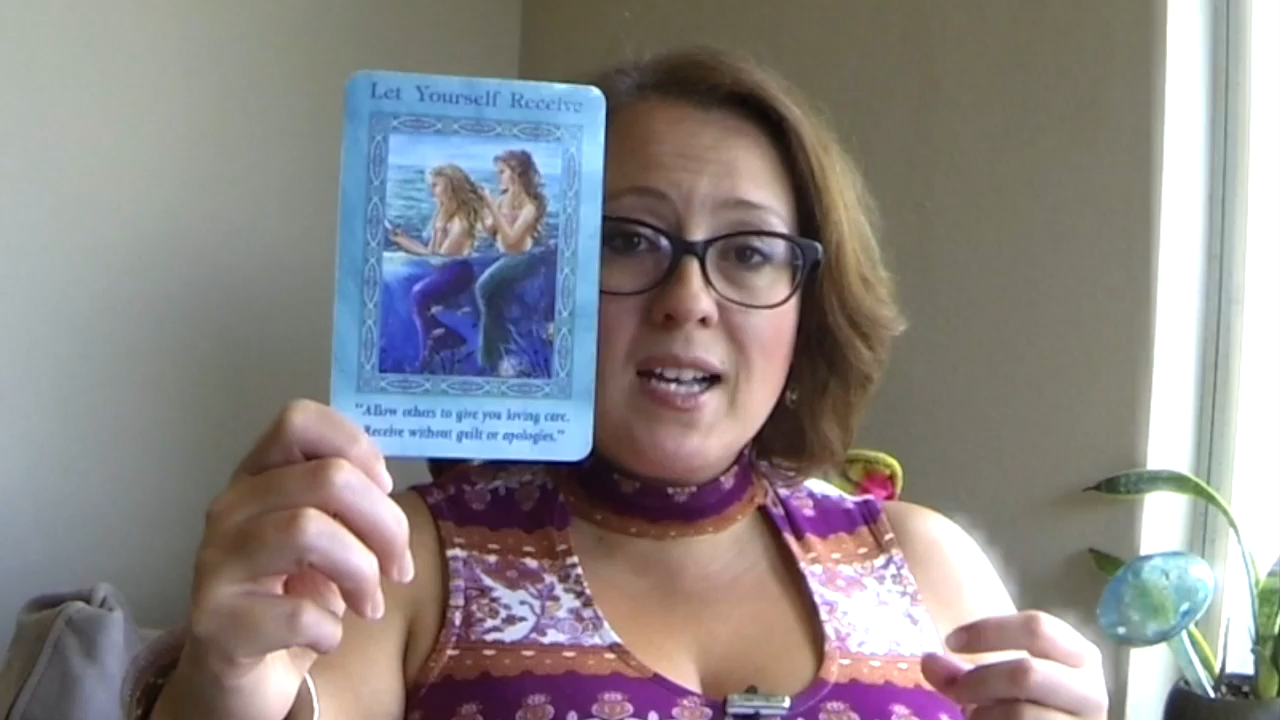 Let Yourself Receive
"Allow others to give you loving care.
Receive without guilt or apologies."